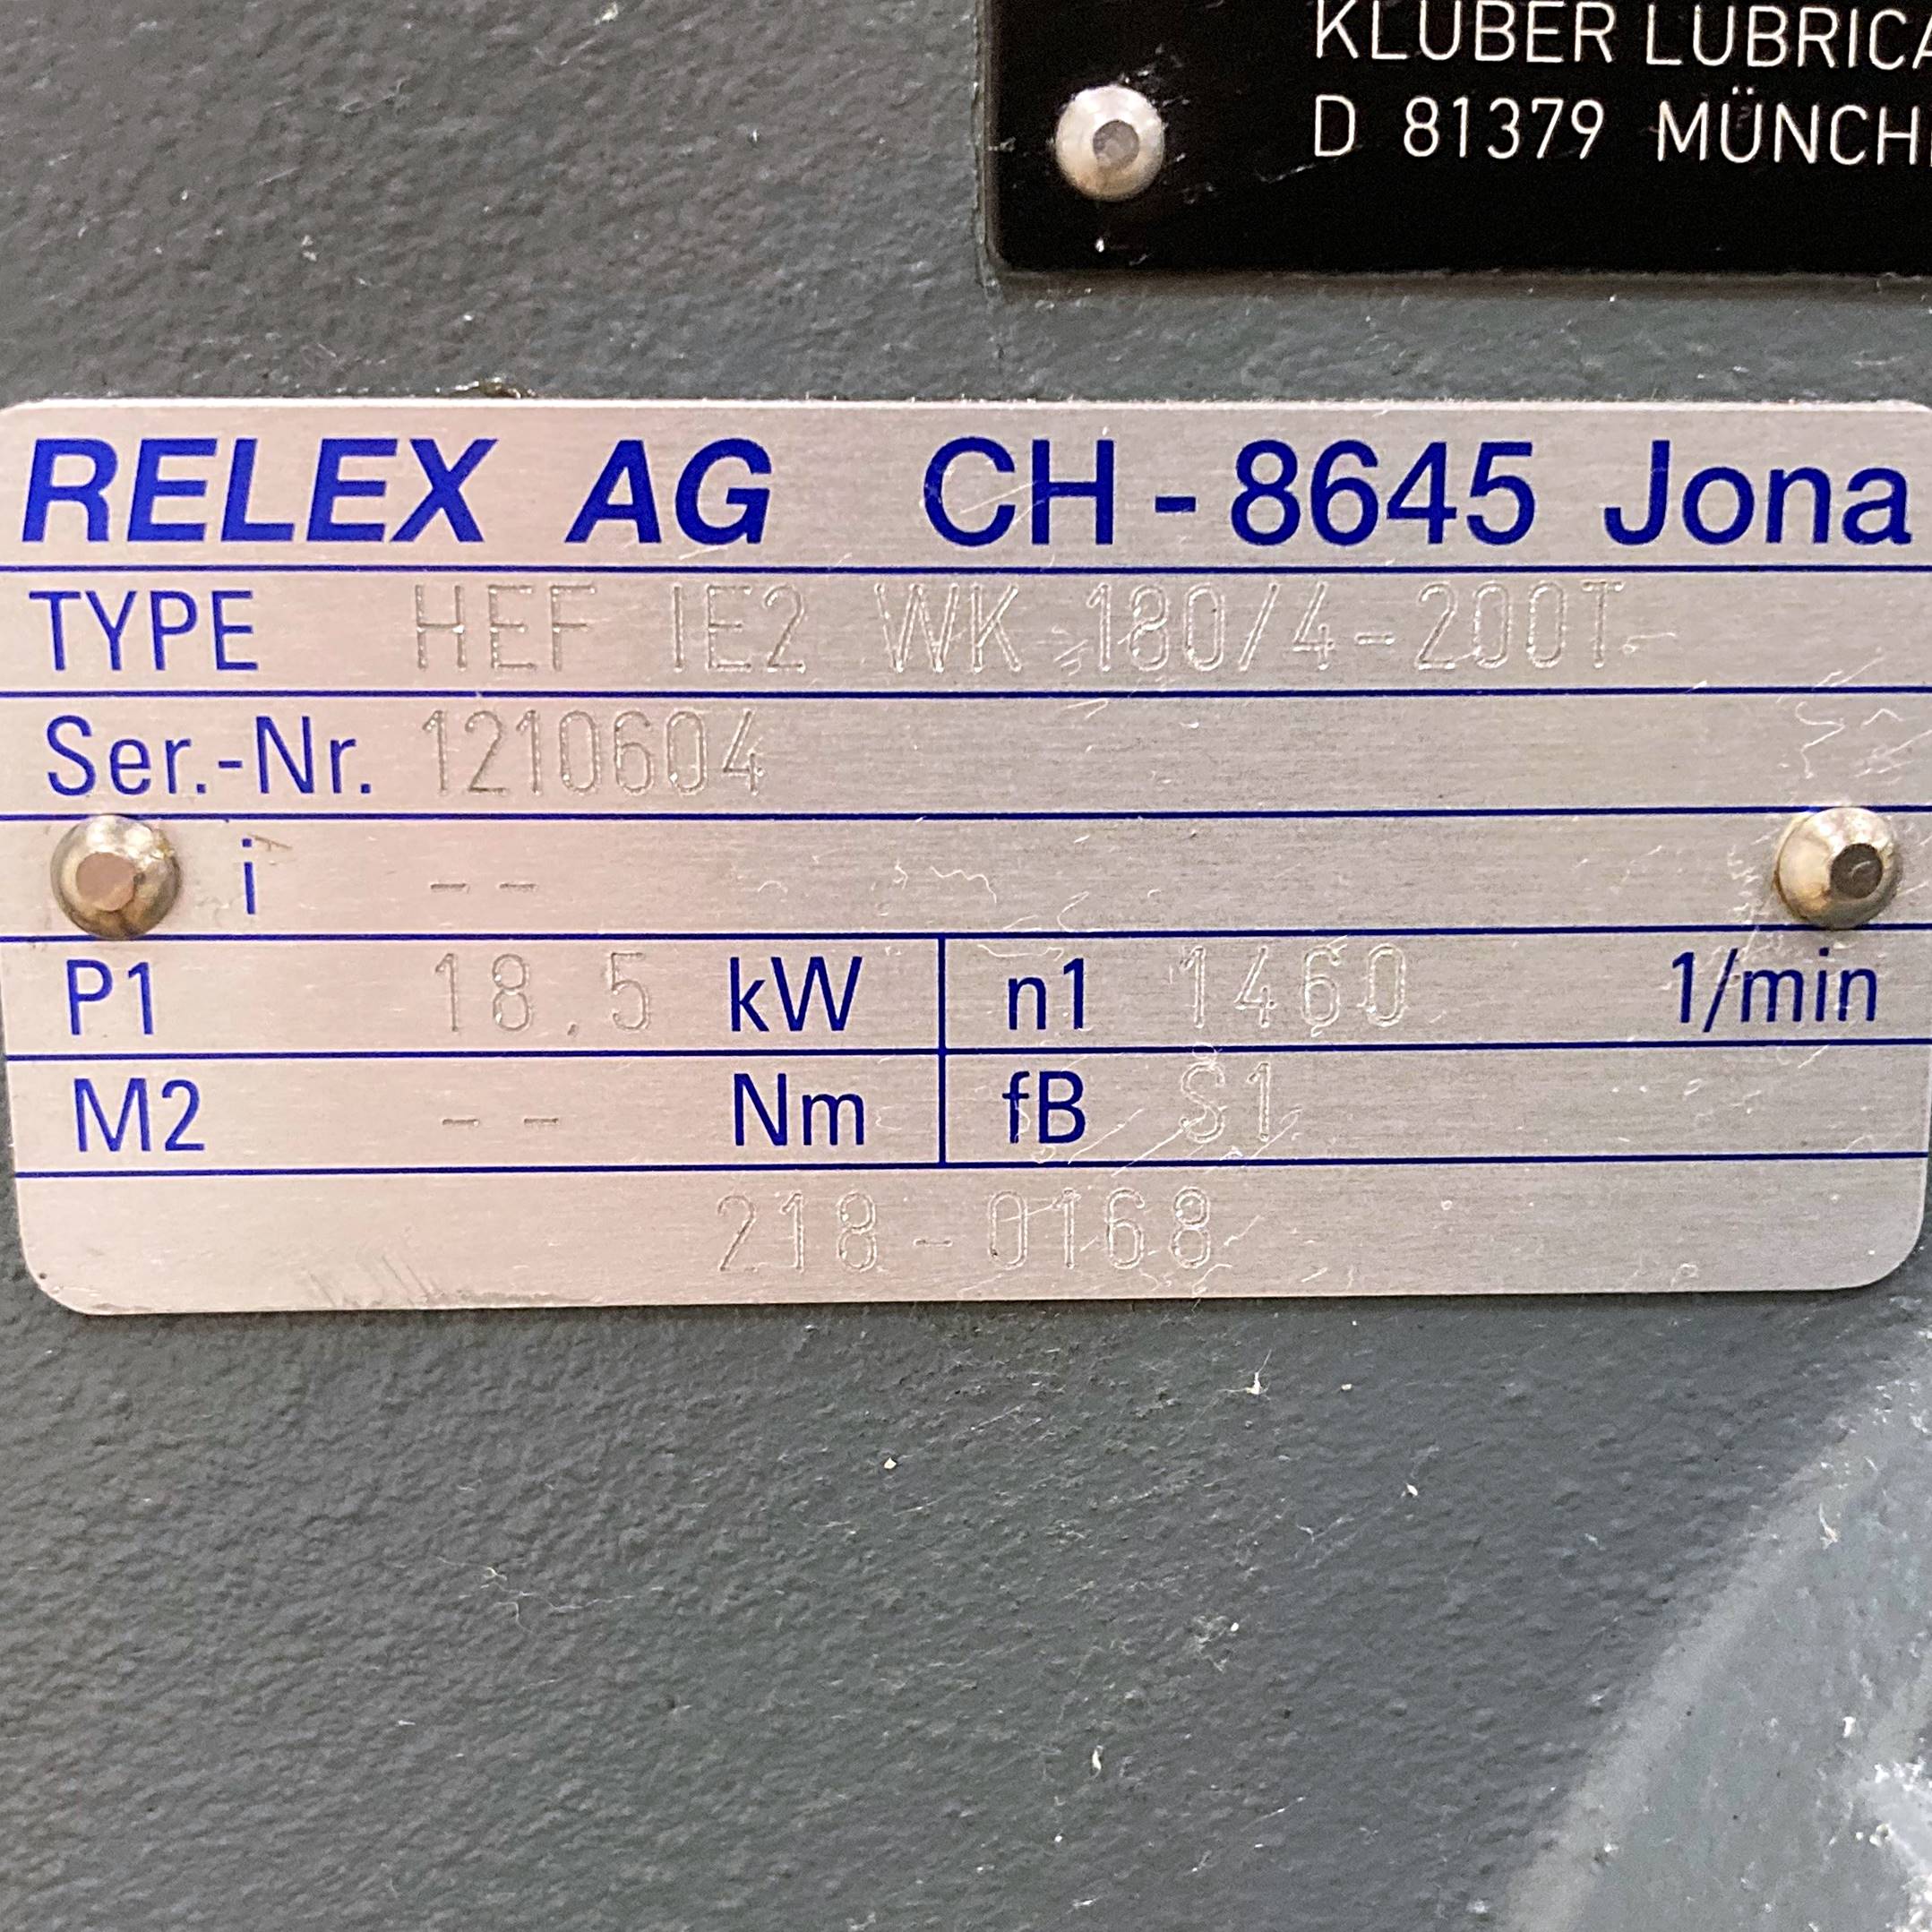 KLÜBER LUBRICA
D 81379 MÜNCH
RELEX AG CH - 8645 Jona
TYPE HEF IE2 WK 180/4-200T
Ser.-Nr. 1210604
i --
P1 18.5 kW n1 1460 1/min
M2 -- Nm fB S1
218-0168